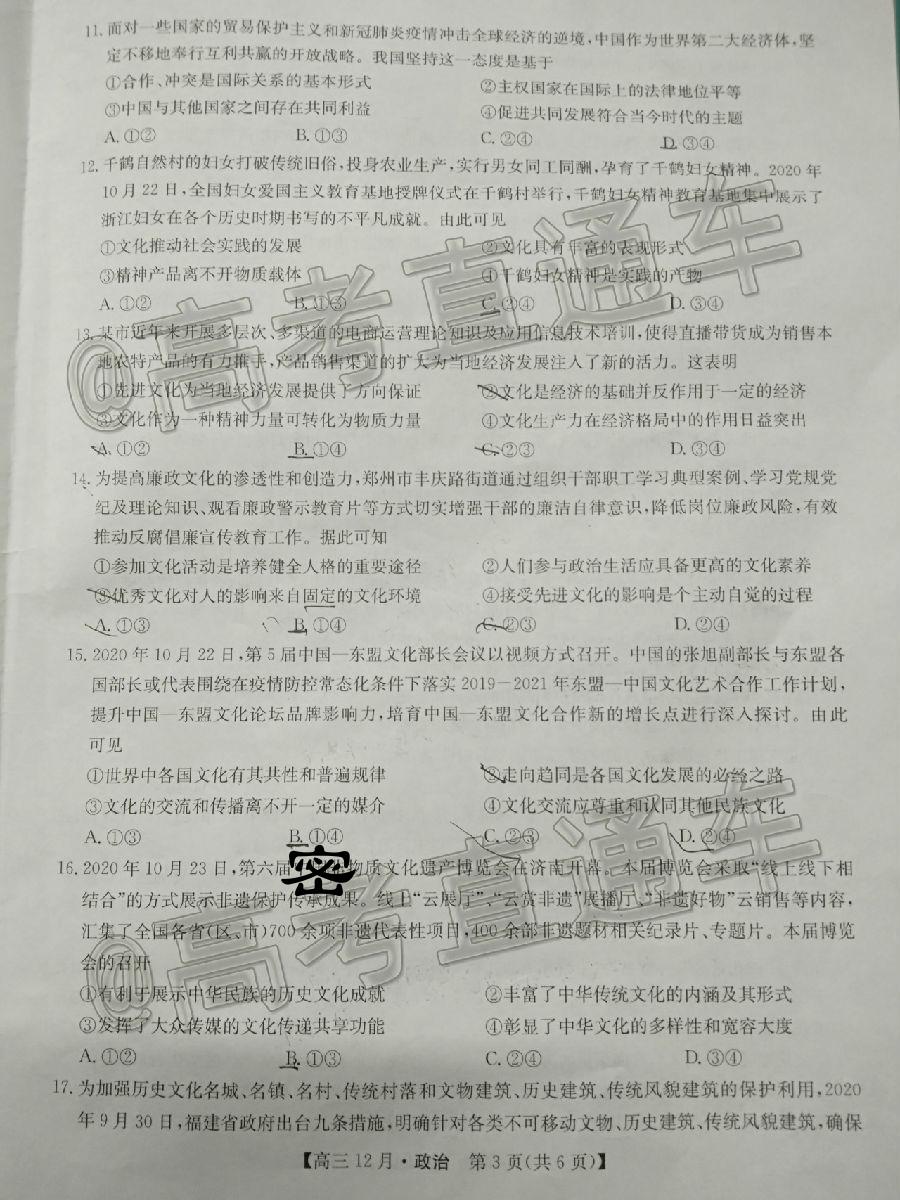 11. 面对一些国家的贸易保护主义和新冠肺炎疫情冲击全球经济的逆境,中国作为世界第二大经济体,坚
定不移地奉行互利共赢的开放战略。我国坚持这一态度是基于
①合作、冲突是国际关系的基本形式 ②主权国家在国际上的法律地位平等
③中国与其他国家之间存在共同利益 ④促进共同发展符合当今时代的主题
A. ①② B. ①③ C. ②④ D. ③④
12. 千鹤自然村的妇女打破传统旧俗,投身农业生产,实行男女同工同酬,孕育了千鹤妇女精神。2020 年
10 月 22 日,全国妇女爱国主义教育基地授牌仪式在千鹤村举行,千鹤妇女精神教育基地集中展示了
浙江妇女在各个历史时期书写的不平凡成就。由此可见
①文化推动社会实践的发展 ②文化具有丰富的表现形式
③精神产品离不开物质载体 ④千鹤妇女精神是实践的产物
A. ①② B. ①③ C. ②④ D. ③④
13. 某市近年来开展多层次、多渠道的电商运营理论知识及应用信息技术培训,使得直播带货成为销售本
地农特产品的有力推手,产品销售渠道的扩大为当地经济发展注入了新的活力。这表明
①先进文化为当地经济发展提供了方向保证 ②文化是经济的基础并反作用于一定的经济
③文化作为一种精神力量可转化为物质力量 ④文化生产力在经济格局中的作用日益突出
A. ①② B. ①④ C. ②③ D. ③④
14. 为提高廉政文化的渗透性和创造力,郑州市丰庆路街道通过组织干部职工学习典型案例、学习党规党
纪及理论知识、观看廉政警示教育片等方式切实增强干部的廉洁自律意识,降低岗位廉政风险,有效
推动反腐倡廉宣传教育工作。据此可知
①参加文化活动是培养健全人格的重要途径 ②人们参与政治生活应具备更高的文化素养
③优秀文化对人的影响来自固定的文化环境 ④接受先进文化的影响是个主动自觉的过程
A. ①③ B. ①④ C. ②③ D. ②④
15. 2020 年 10 月 22 日,第 5 届中国—东盟文化部长会议以视频方式召开。中国的张旭副部长与东盟各
国部长或代表围绕在疫情防控常态化条件下落实 2019—2021 年东盟—中国文化艺术合作工作计划,
提升中国—东盟文化论坛品牌影响力,培育中国—东盟文化合作新的增长点进行深入探讨。由此
可见
①世界中各国文化有其共性和普遍规律 ②走向趋同是各国文化发展的必经之路
③文化的交流和传播离不开一定的媒介 ④文化交流应尊重和认同其他民族文化
A. ①③ B. ①④ C. ②③ D. ②④
16. 2020 年 10 月 23 日,第六届 密 物质文化遗产博览会在济南开幕。本届博览会采取“线上线下相
结合”的方式展示非遗保护传承成果。线上“云展厅”、“云赏非遗”展播厅、“非遗好物”云销售等内容,
汇集了全国各省(区、市)700 余项非遗代表性项目,400 余部非遗题材相关纪录片、专题片。本届博览
会的召开
①有利于展示中华民族的历史文化成就 ②丰富了中华传统文化的内涵及其形式
③发挥了大众传媒的文化传递共享功能 ④彰显了中华文化的多样性和宽容大度
A. ①② B. ①③ C. ②④ D. ③④
17. 为加强历史文化名城、名镇、名村、传统村落和文物建筑、历史建筑、传统风貌建筑的保护利用,2020
年 9 月 30 日,福建省政府出台九条措施,明确针对各类不可移动文物、历史建筑、传统风貌建筑,确保
【高三 12 月·政治 第 3 页(共 6 页)】
@高考直通车
@高考直通车